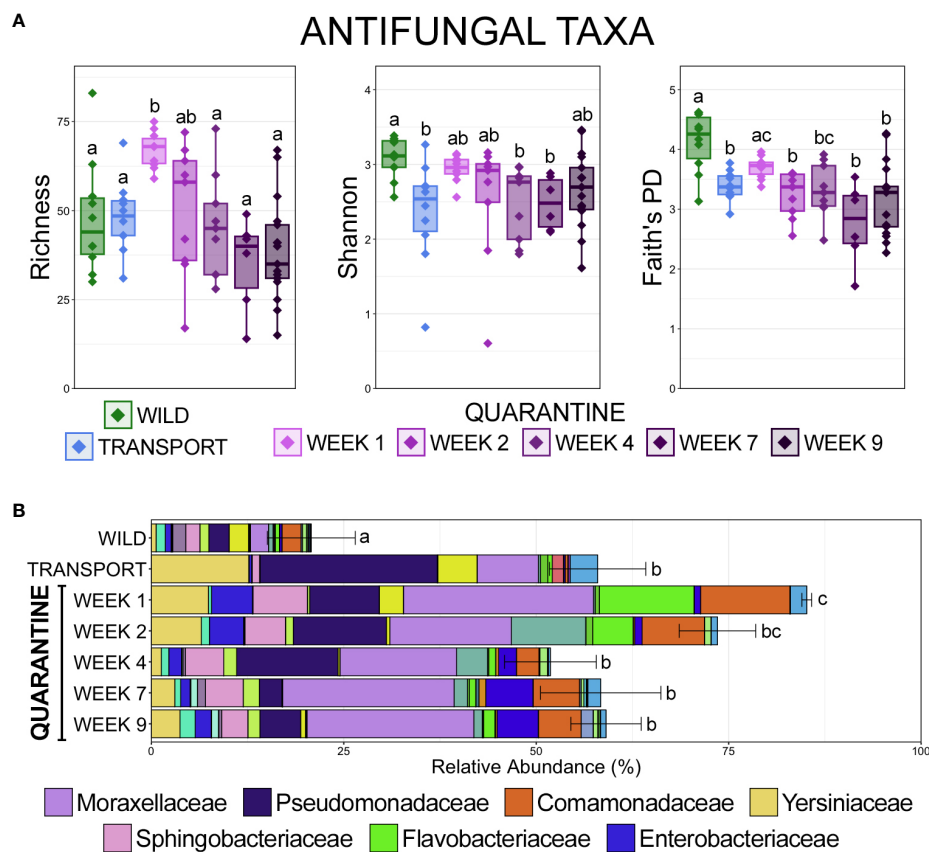 A
ANTIFUNGAL TAXA
Richness
75
50
25
0
a
a
b
ab
a
a
a
Shannon
4
3
2
1
0
a
b
ab
ab
b
b
ab
Faith's PD
5
4
3
2
1
0
a
b
ac
b
bc
b
b
WILD
TRANSPORT
QUARANTINE
WEEK 1
WEEK 2
WEEK 4
WEEK 7
WEEK 9
B
QUARANTINE
WILD a
TRANSPORT b
WEEK 1 c
WEEK 2 bc
WEEK 4 b
WEEK 7 b
WEEK 9 b
0 25 50 75 100
Relative Abundance (%)
Moraxellaceae Pseudomonadaceae Comamonadaceae Yersiniaceae
Sphingobacteriaceae Flavobacteriaceae Enterobacteriaceae